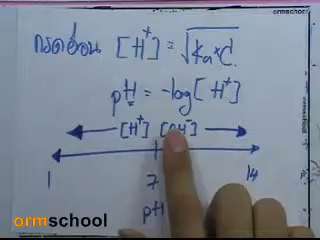 ormschool
กรดอ่อน [H⁺] = √Ka×C
pH = -log[H⁺]
[H⁺] [OH⁻]
1 7 14
pH
ormschool